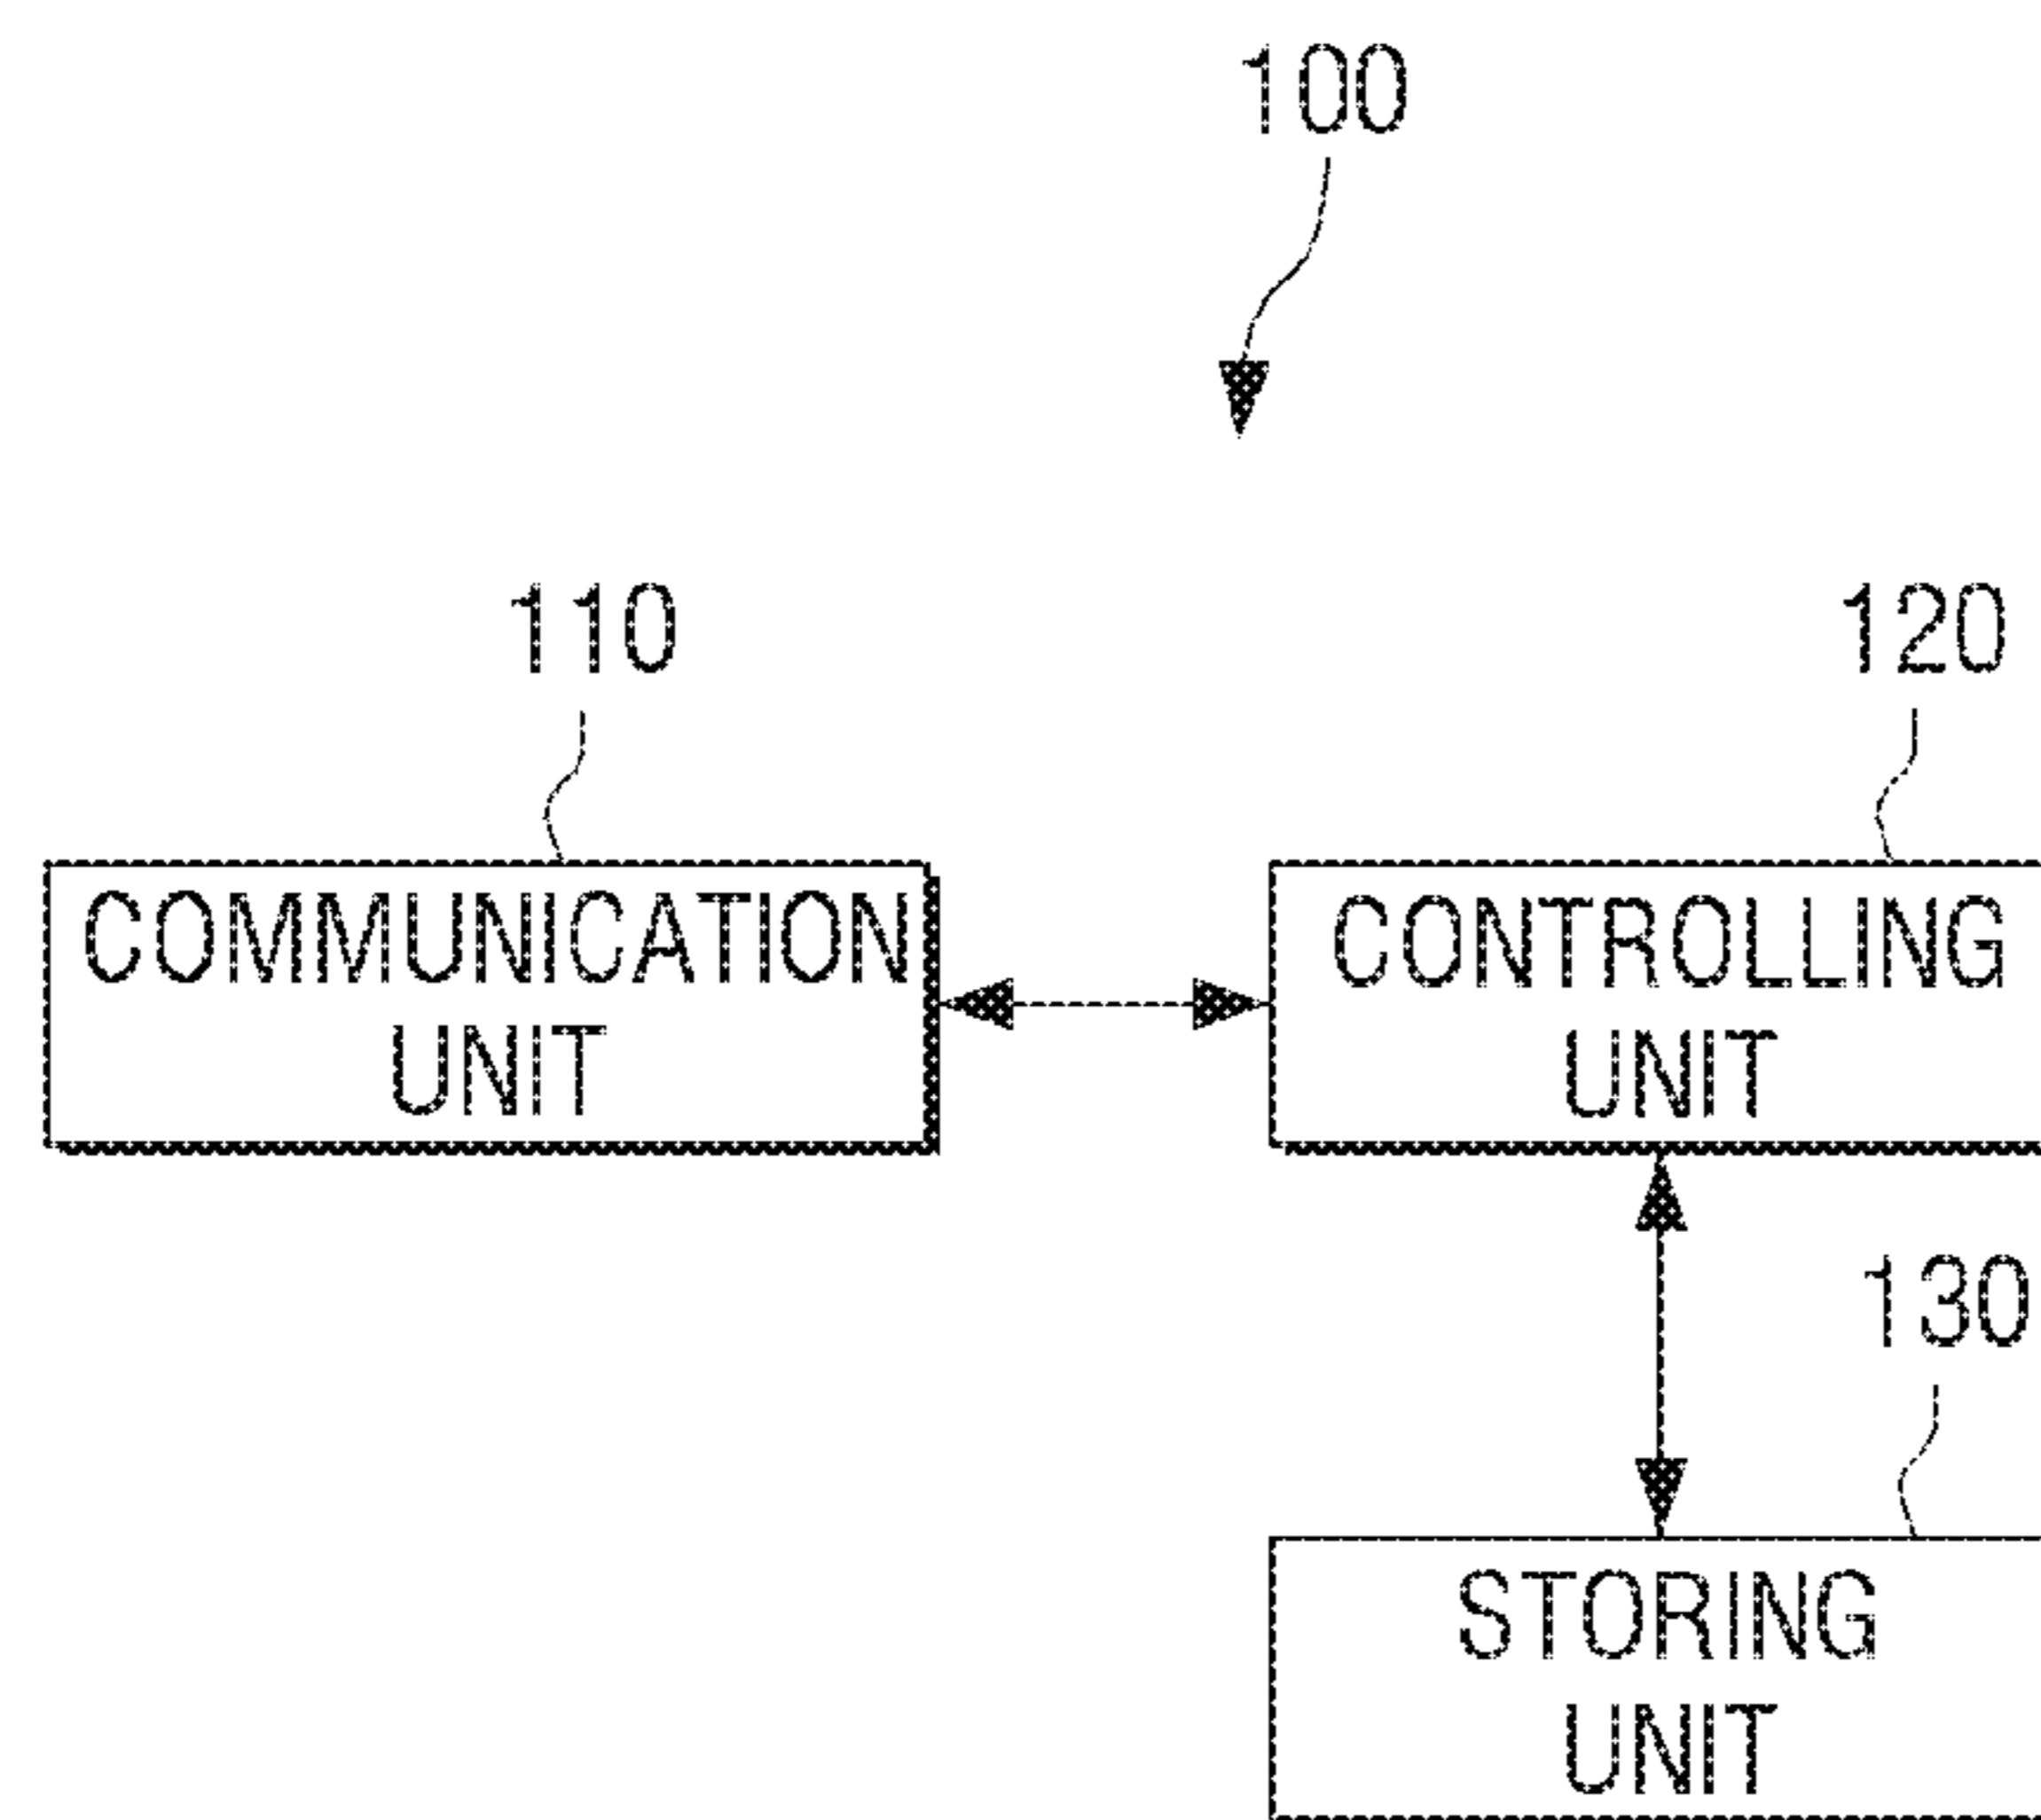 100
110
120
COMMUNICATION
UNIT
CONTROLLING
UNIT
130
STORING
UNIT